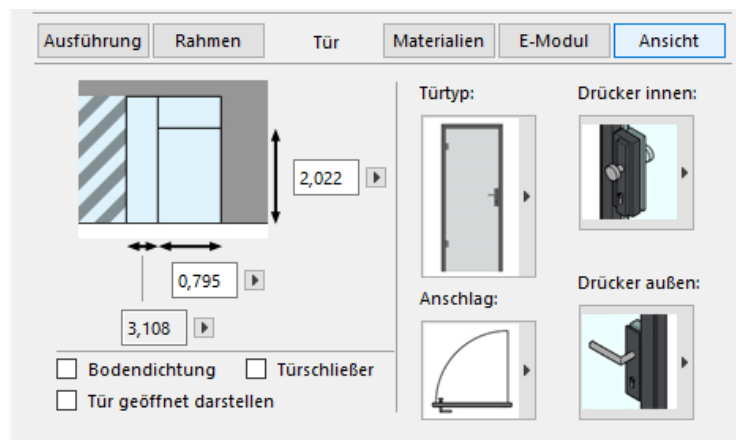 Ausführung Rahmen Tür Materialien E-Modul Ansicht
Türtyp: Drücker innen:
2,022
0,795
Drücker außen:
Anschlag:
3,108
Bodendichtung Türschließer
Tür geöffnet darstellen